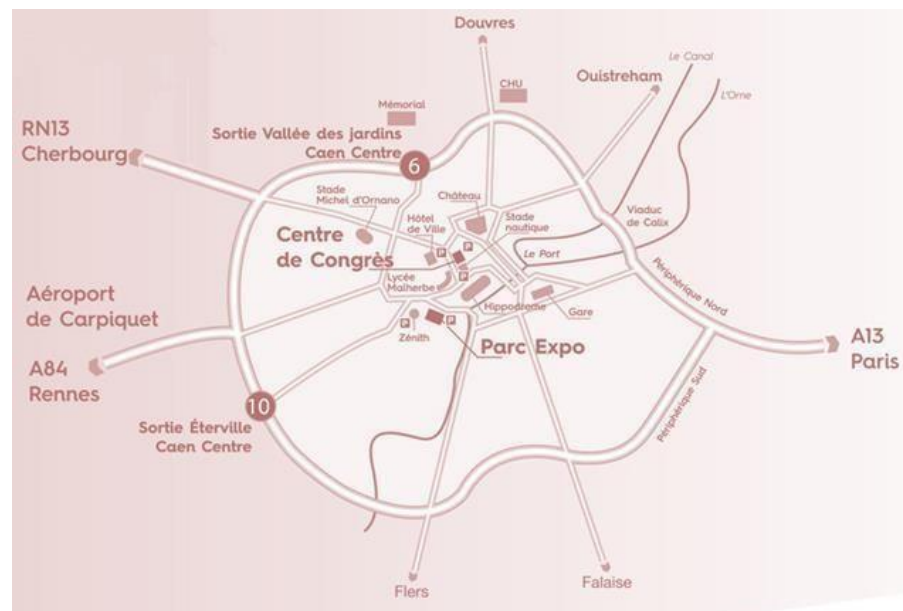 Douvres
Le Canal
Ouistreham
CHU
L'Orne
Mémorial
RN13
Cherbourg
Sortie Vallée des jardins
Caen Centre
6
Stade
Michel d'Ornano
Château
Hôtel
de Ville
Stade
nautique
Viaduc
de Calix
Centre
de Congrès
P
Le Port
Lycée
Malherbe
P
Hippodrome
Gare
Périphérique Nord
Aéroport
de Carpiquet
P
Zénith
P
Parc Expo
A13
Paris
A84
Rennes
10
Périphérique Sud
Sortie Éterville
Caen Centre
Flers
Falaise